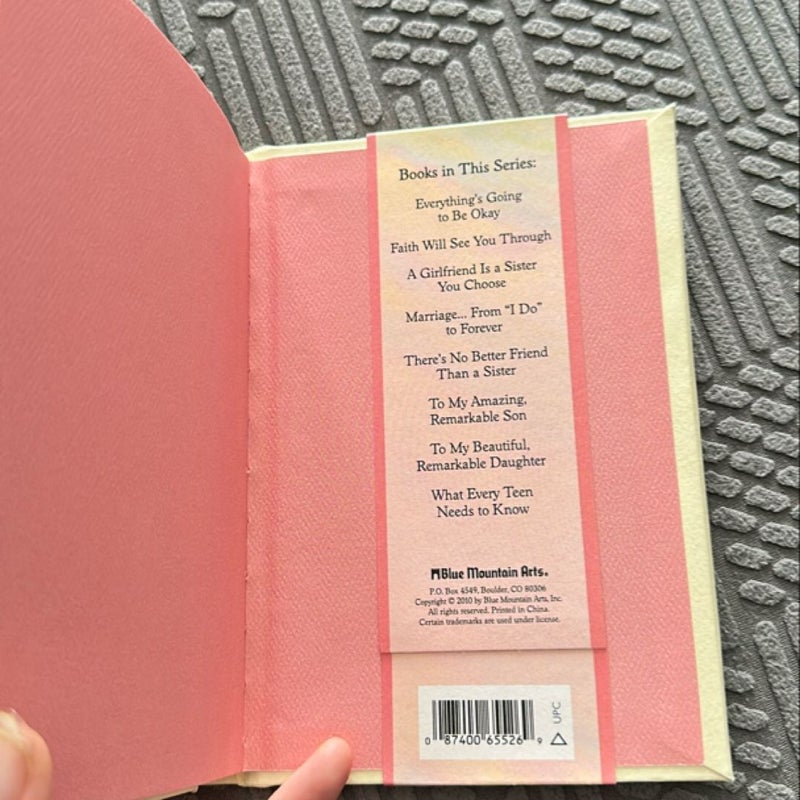 Books in This Series:
Everything's Going
to Be Okay
Faith Will See You Through
A Girlfriend Is a Sister
You Choose
Marriage... From “I Do”
to Forever
There's No Better Friend
Than a Sister
To My Amazing,
Remarkable Son
To My Beautiful,
Remarkable Daughter
What Every Teen
Needs to Know
Blue Mountain Arts®
P.O. Box 4549, Boulder, CO 80306
Copyright © 2010 by Blue Mountain Arts, Inc.
All rights reserved. Printed in China.
Certain trademarks are used under license.
UPC
0 87400 65526 9